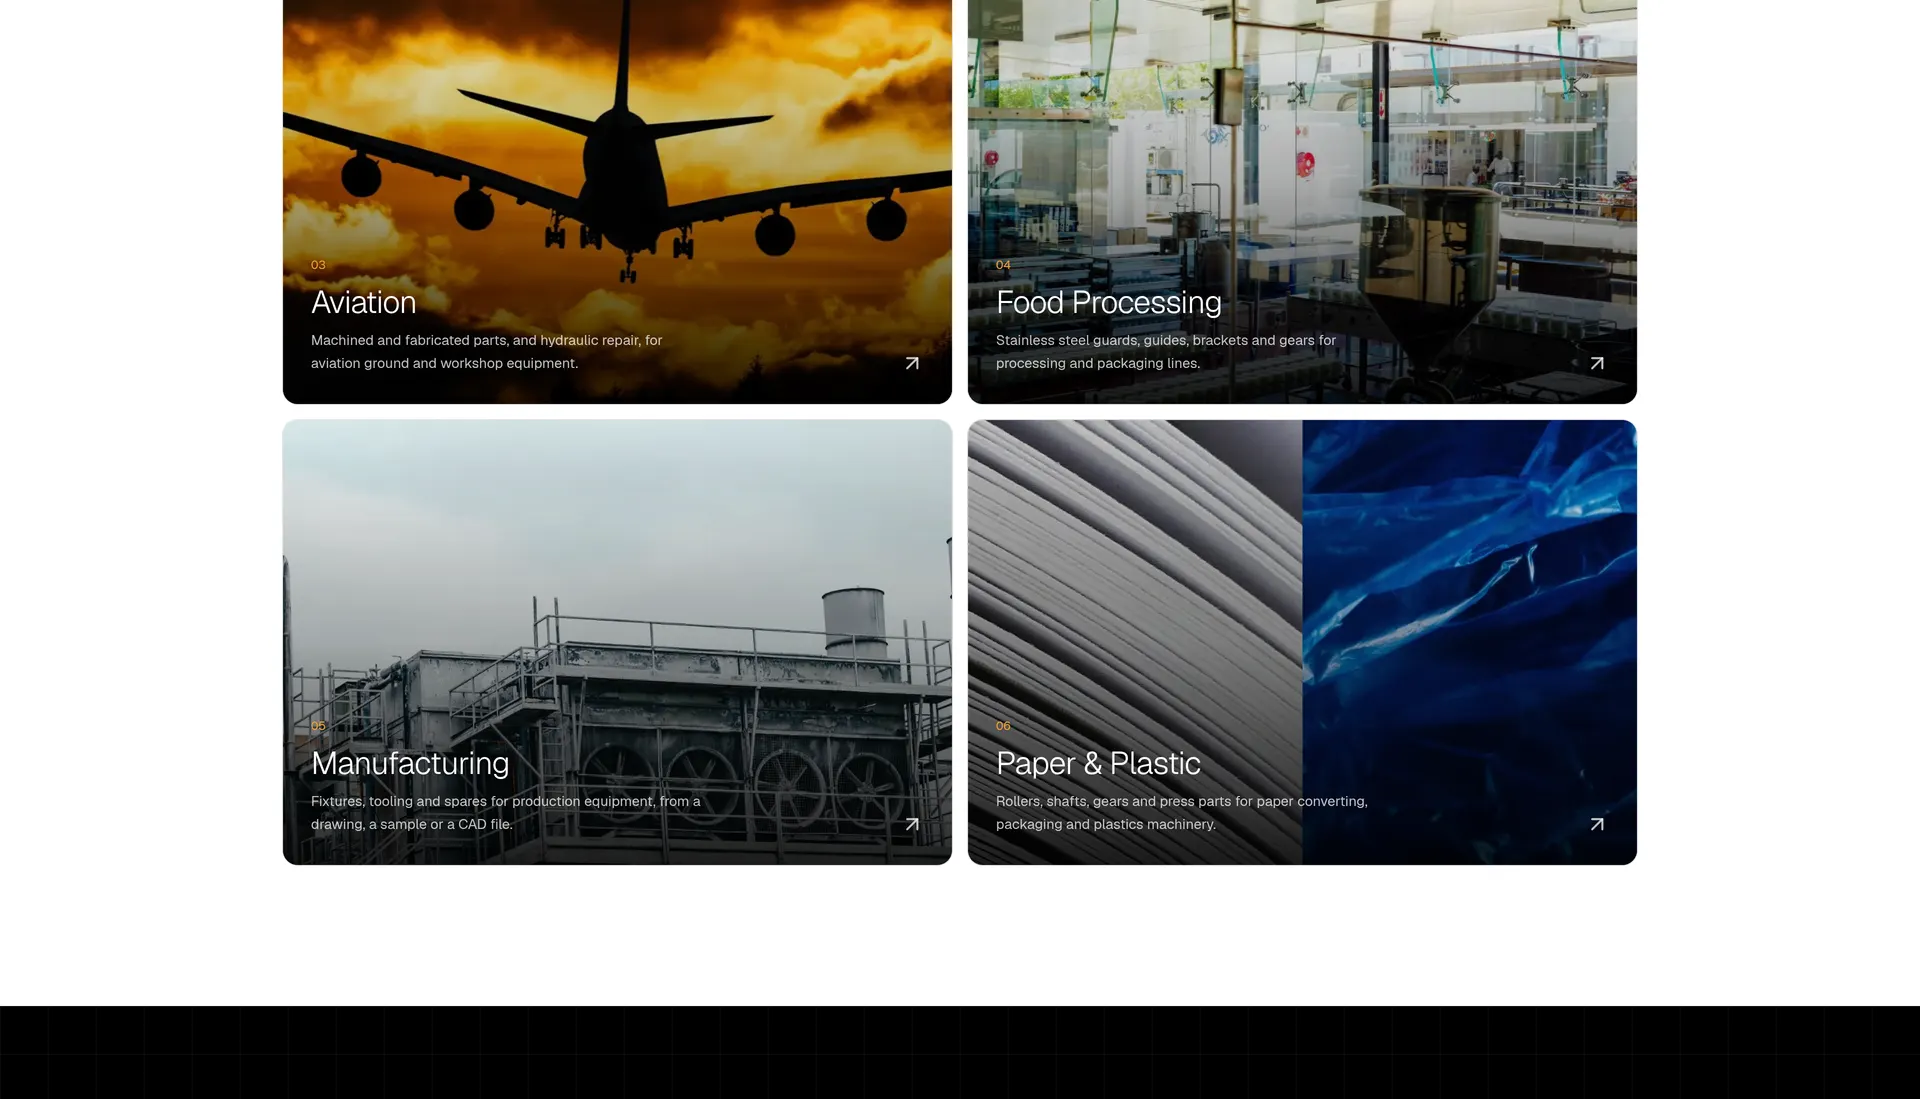 03
Aviation
Machined and fabricated parts, and hydraulic repair, for
aviation ground and workshop equipment.
04
Food Processing
Stainless steel guards, guides, brackets and gears for
processing and packaging lines.
05
Manufacturing
Fixtures, tooling and spares for production equipment, from a
drawing, a sample or a CAD file.
06
Paper & Plastic
Rollers, shafts, gears and press parts for paper converting,
packaging and plastics machinery.